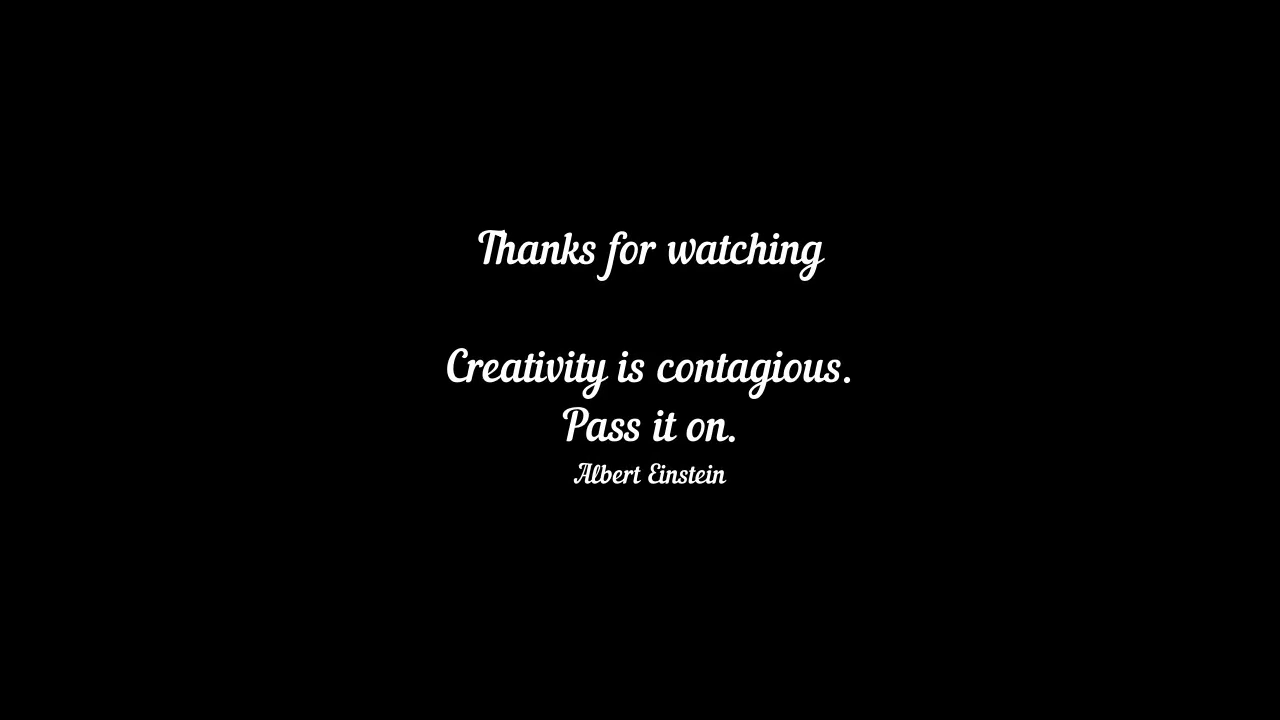 Thanks for watching
Creativity is contagious.
Pass it on.
Albert Einstein